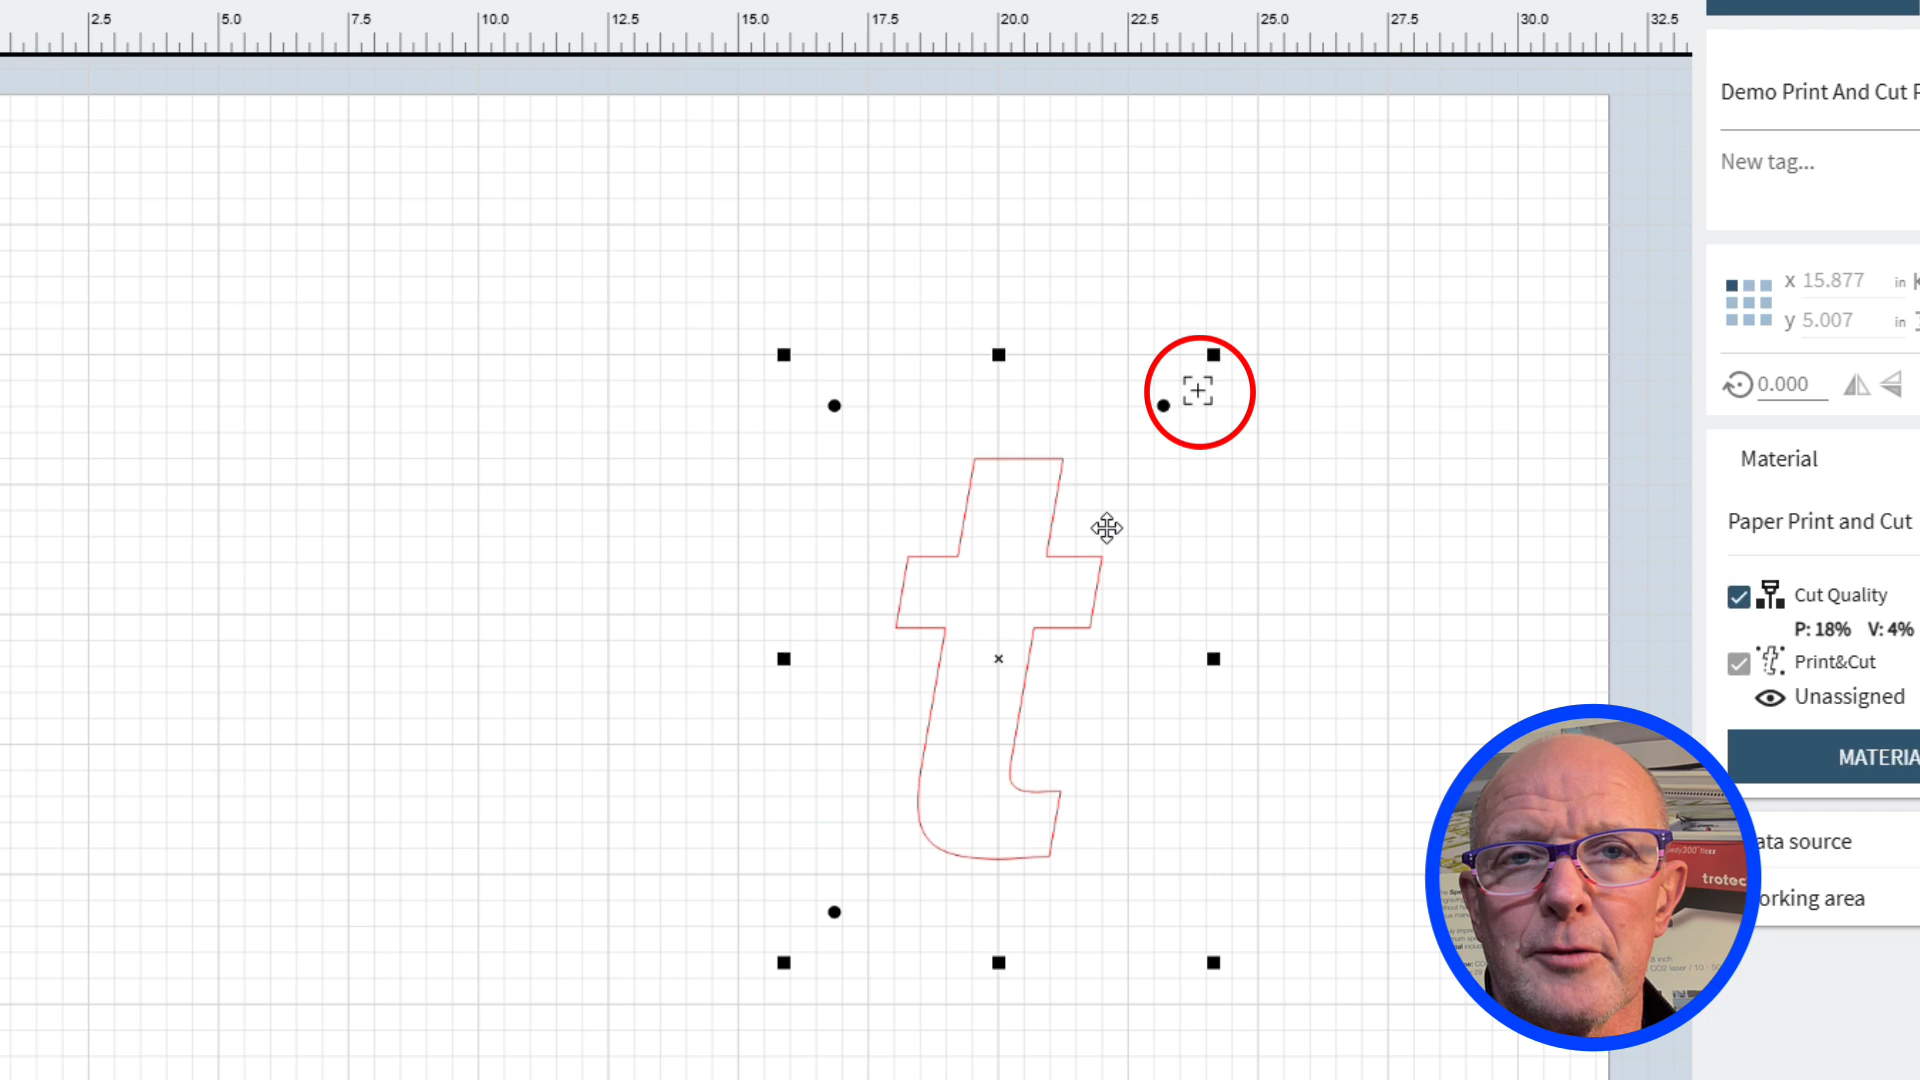 2.5 5.0 7.5 10.0 12.5 15.0 17.5 20.0 22.5 25.0 27.5 30.0 32.5
Demo Print And Cut
New tag...
x 15.877 in
y 5.007 in
0.000
Material
Paper Print and Cut
Cut Quality
P: 18% V: 4%
Print&Cut
Unassigned
MATERIA
ata source
orking area
trotec